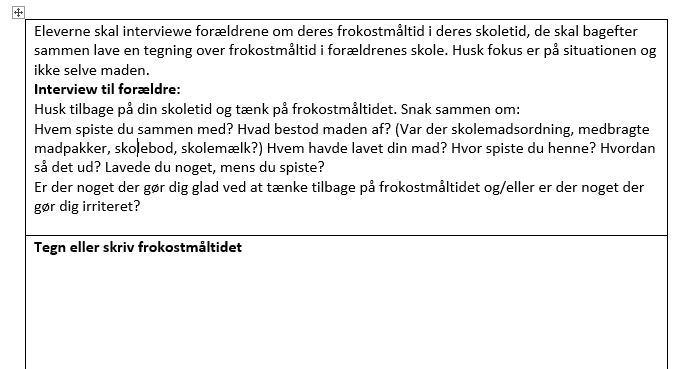 Eleverne skal interviewe forældrene om deres frokostmåltid i deres skoletid, de skal bagefter
sammen lave en tegning over frokostmåltid i forældrenes skole. Husk fokus er på situationen og
ikke selve maden.
Interview til forældre:
Husk tilbage på din skoletid og tænk på frokostmåltidet. Snak sammen om:
Hvem spiste du sammen med? Hvad bestod maden af? (Var der skolemadsordning, medbragte
madpakker, skolebod, skolemælk?) Hvem havde lavet din mad? Hvor spiste du henne? Hvordan
så det ud? Lavede du noget, mens du spiste?
Er der noget der gør dig glad ved at tænke tilbage på frokostmåltidet og/eller er der noget der
gør dig irriteret?
Tegn eller skriv frokostmåltidet